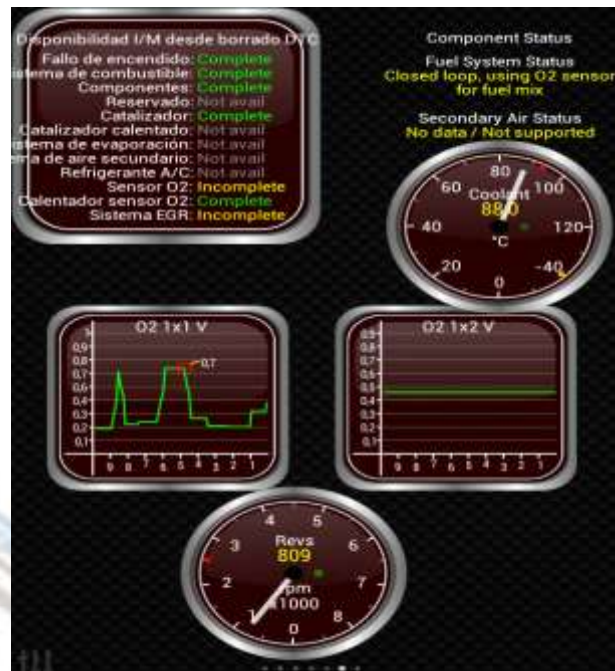 Disponibilidad I/M desde borrado DTC
Fallo de encendido: Complete
istema de combustible: Complete
Componentes: Complete
Reservado: Not avail
Catalizador: Complete
Catalizador calentado: Not avail
istema de evaporación: Not avail
ema de aire secundario: Not avail
Refrigerante A/C: Not avail
Sensor O2: Incomplete
Calentador sensor O2: Complete
Sistema EGR: Incomplete
Component Status
Fuel System Status
Closed loop, using O2 sensor
for fuel mix
Secondary Air Status
No data / Not supported
Coolant
88,0
°C
0 20 40 60 80 100 120 -40
O2 1x1 V
1
0,9
0,8
0,7
0,6
0,5
0,4
0,3
0,2
0,1
0,7
9 8 7 6 5 4 3 2 1
O2 1x2 V
0,9
0,8
0,7
0,6
0,5
0,4
0,3
0,2
0,1
9 8 7 6 5 4 3 2 1
Revs
809
rpm
x1000
0 1 2 3 4 5 6 7 8